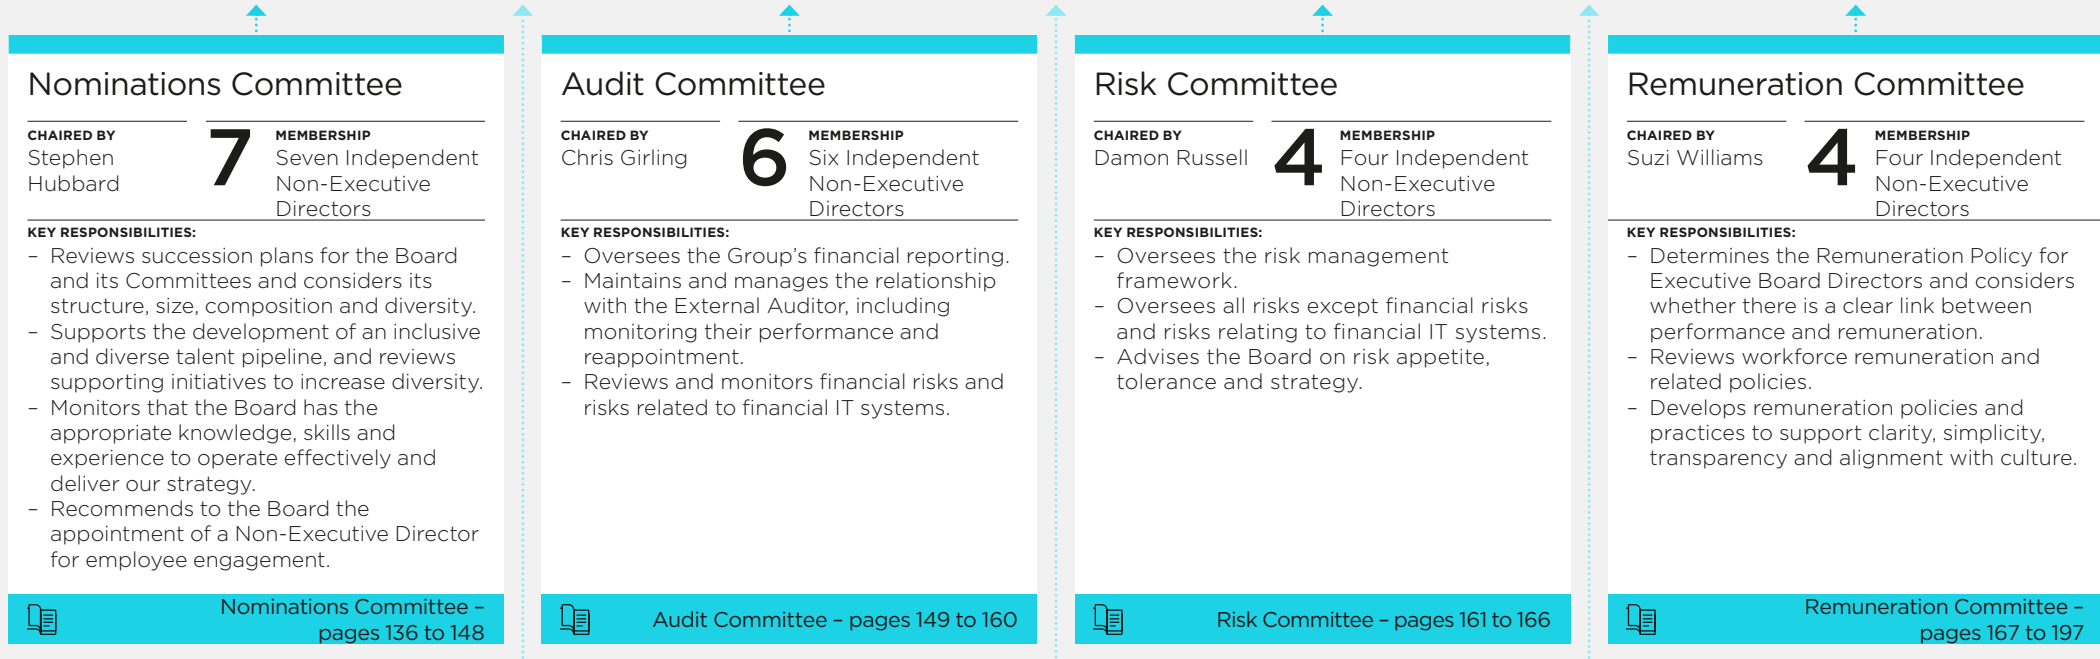 Nominations Committee
CHAIRED BY
Stephen
Hubbard
7
MEMBERSHIP
Seven Independent
Non-Executive
Directors
KEY RESPONSIBILITIES:
– Reviews succession plans for the Board
and its Committees and considers its
structure, size, composition and diversity.
– Supports the development of an inclusive
and diverse talent pipeline, and reviews
supporting initiatives to increase diversity.
– Monitors that the Board has the
appropriate knowledge, skills and
experience to operate effectively and
deliver our strategy.
– Recommends to the Board the
appointment of a Non-Executive Director
for employee engagement.
Nominations Committee –
pages 136 to 148
Audit Committee
CHAIRED BY
Chris Girling
6
MEMBERSHIP
Six Independent
Non-Executive
Directors
KEY RESPONSIBILITIES:
– Oversees the Group’s financial reporting.
– Maintains and manages the relationship
with the External Auditor, including
monitoring their performance and
reappointment.
– Reviews and monitors financial risks and
risks related to financial IT systems.
Audit Committee – pages 149 to 160
Risk Committee
CHAIRED BY
Damon Russell
4
MEMBERSHIP
Four Independent
Non-Executive
Directors
KEY RESPONSIBILITIES:
– Oversees the risk management
framework.
– Oversees all risks except financial risks
and risks relating to financial IT systems.
– Advises the Board on risk appetite,
tolerance and strategy.
Risk Committee – pages 161 to 166
Remuneration Committee
CHAIRED BY
Suzi Williams
4
MEMBERSHIP
Four Independent
Non-Executive
Directors
KEY RESPONSIBILITIES:
– Determines the Remuneration Policy for
Executive Board Directors and considers
whether there is a clear link between
performance and remuneration.
– Reviews workforce remuneration and
related policies.
– Develops remuneration policies and
practices to support clarity, simplicity,
transparency and alignment with culture.
Remuneration Committee –
pages 167 to 197